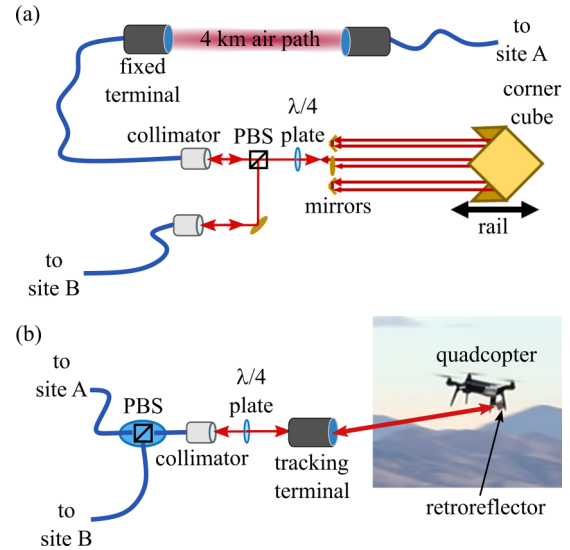 (a)
4 km air path
to
site A
fixed
terminal
corner
cube
collimator
PBS
λ/4
plate
mirrors
rail
to
site B
(b)
to
site A
PBS
λ/4
plate
collimator
tracking
terminal
quadcopter
retroreflector
to
site B